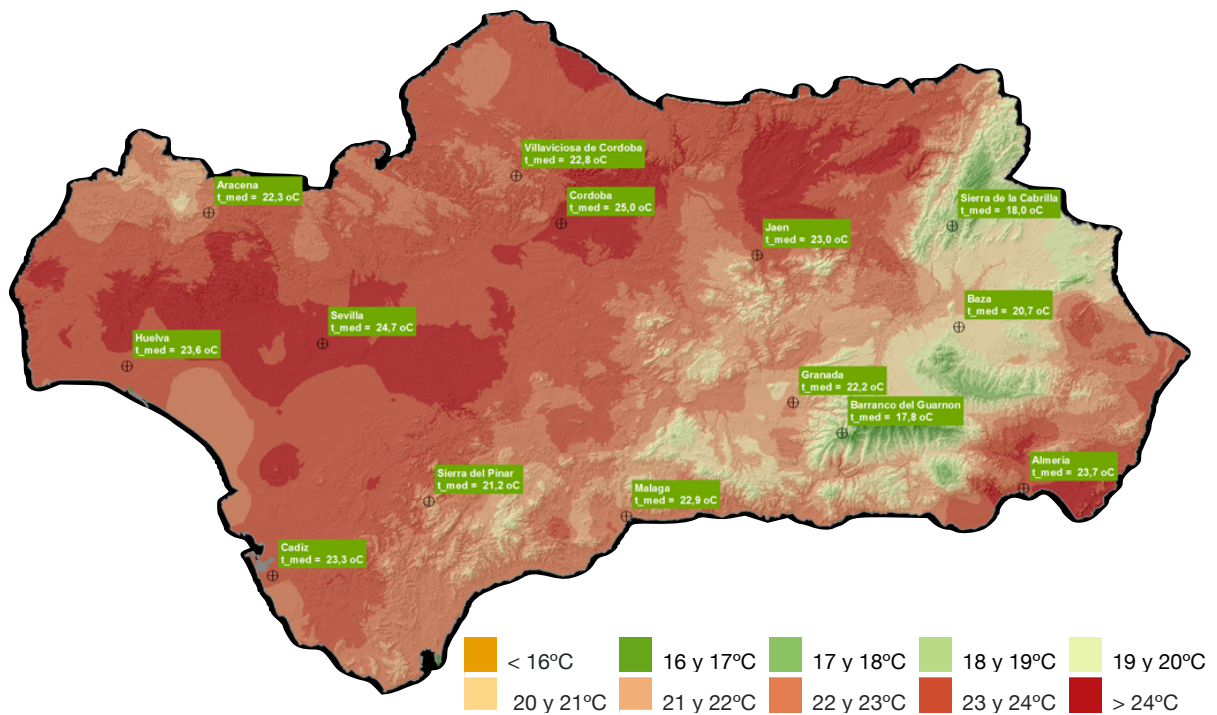 Villaviciosa de Cordoba
t_med = 22,8 oC
Aracena
t_med = 22,3 oC
Cordoba
t_med = 25,0 oC
Sierra de la Cabrilla
t_med = 18,0 oC
Jaen
t_med = 23,0 oC
Baza
t_med = 20,7 oC
Sevilla
t_med = 24,7 oC
Huelva
t_med = 23,6 oC
Granada
t_med = 22,2 oC
Barranco del Guarnon
t_med = 17,8 oC
Sierra del Pinar
t_med = 21,2 oC
Malaga
t_med = 22,9 oC
Almeria
t_med = 23,7 oC
Cadiz
t_med = 23,3 oC
< 16ºC
16 y 17ºC
17 y 18ºC
18 y 19ºC
19 y 20ºC
20 y 21ºC
21 y 22ºC
22 y 23ºC
23 y 24ºC
> 24ºC